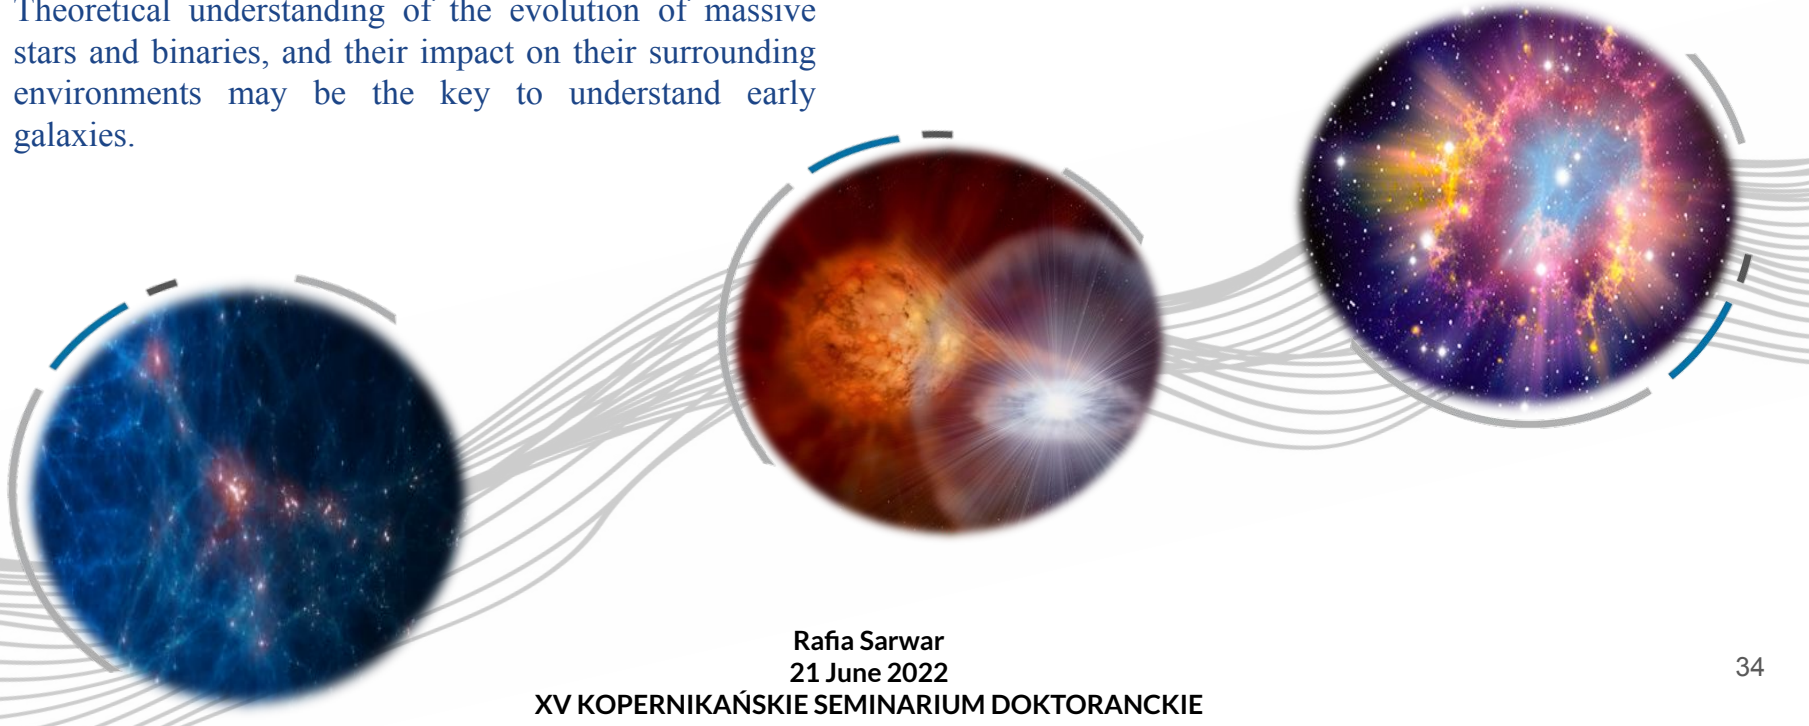 Theoretical understanding of the evolution of massive
stars and binaries, and their impact on their surrounding
environments may be the key to understand early
galaxies.
Rafia Sarwar
21 June 2022
XV KOPERNIKAŃSKIE SEMINARIUM DOKTORANCKIE
34